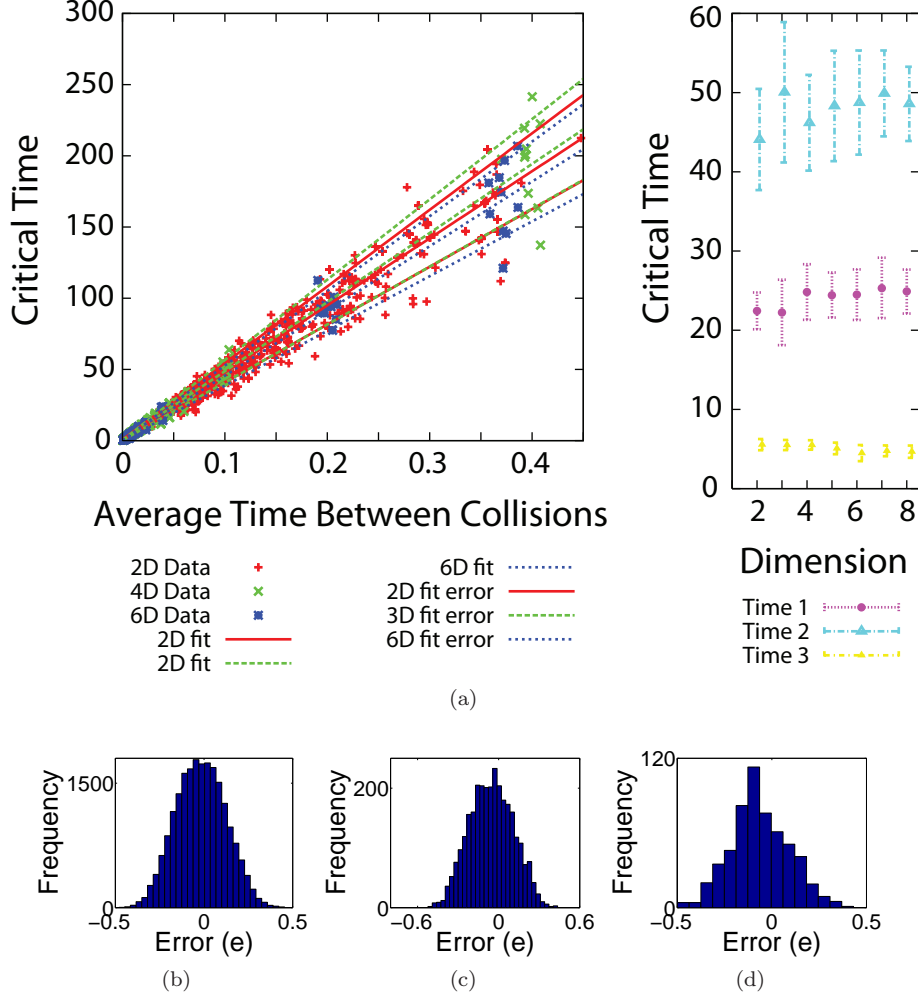 300
250
200
150
100
50
0
Critical Time
0 0.1 0.2 0.3 0.4
Average Time Between Collisions
2D Data
4D Data
6D Data
2D fit
2D fit
6D fit
2D fit error
3D fit error
6D fit error
60
50
40
30
20
10
0
Critical Time
2 4 6 8
Dimension
Time 1
Time 2
Time 3
(a)
1500
0
Frequency
−0.5 0 0.5
Error (e)
(b)
200
0
Frequency
−0.6 0 0.6
Error (e)
(c)
120
0
Frequency
−0.5 0 0.5
Error (e)
(d)